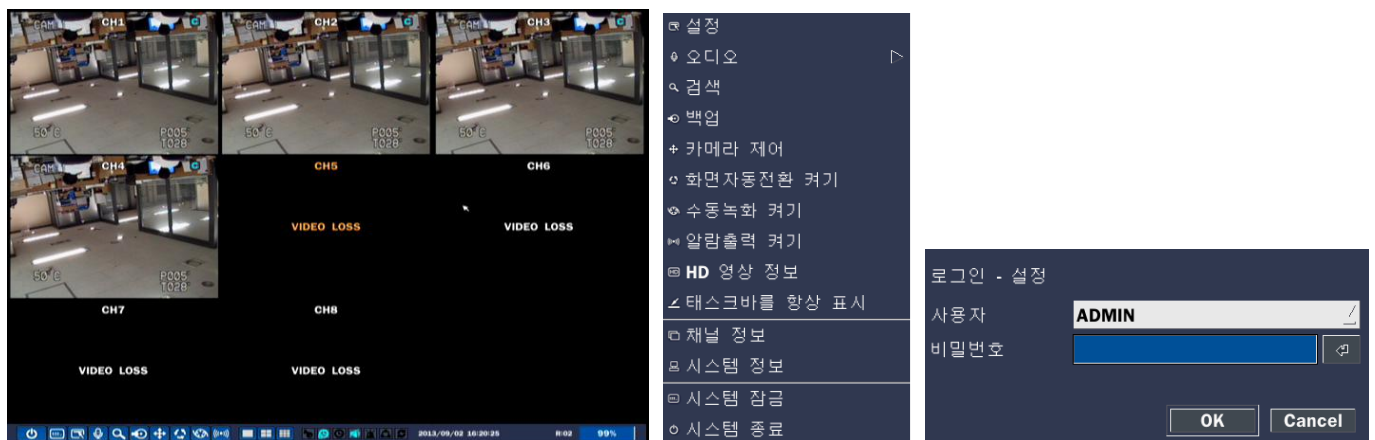 CAM CH1 C
CAM CH2 C
CAM CH3 C
50°C P005
T028
50°C P005
T028
50°C P005
T028
CAM CH4 C
CH5
CH6
VIDEO LOSS
VIDEO LOSS
50°C P005
T028
CH7
CH8
VIDEO LOSS
VIDEO LOSS
2013/09/02 16:20:25 R:02 99%
설정
오디오
검색
백업
카메라 제어
화면자동전환 켜기
수동녹화 켜기
알람출력 켜기
HD 영상 정보
태스크바를 항상 표시
채널 정보
시스템 정보
시스템 잠금
시스템 종료
로그인 - 설정
사용자 ADMIN
비밀번호
OK Cancel